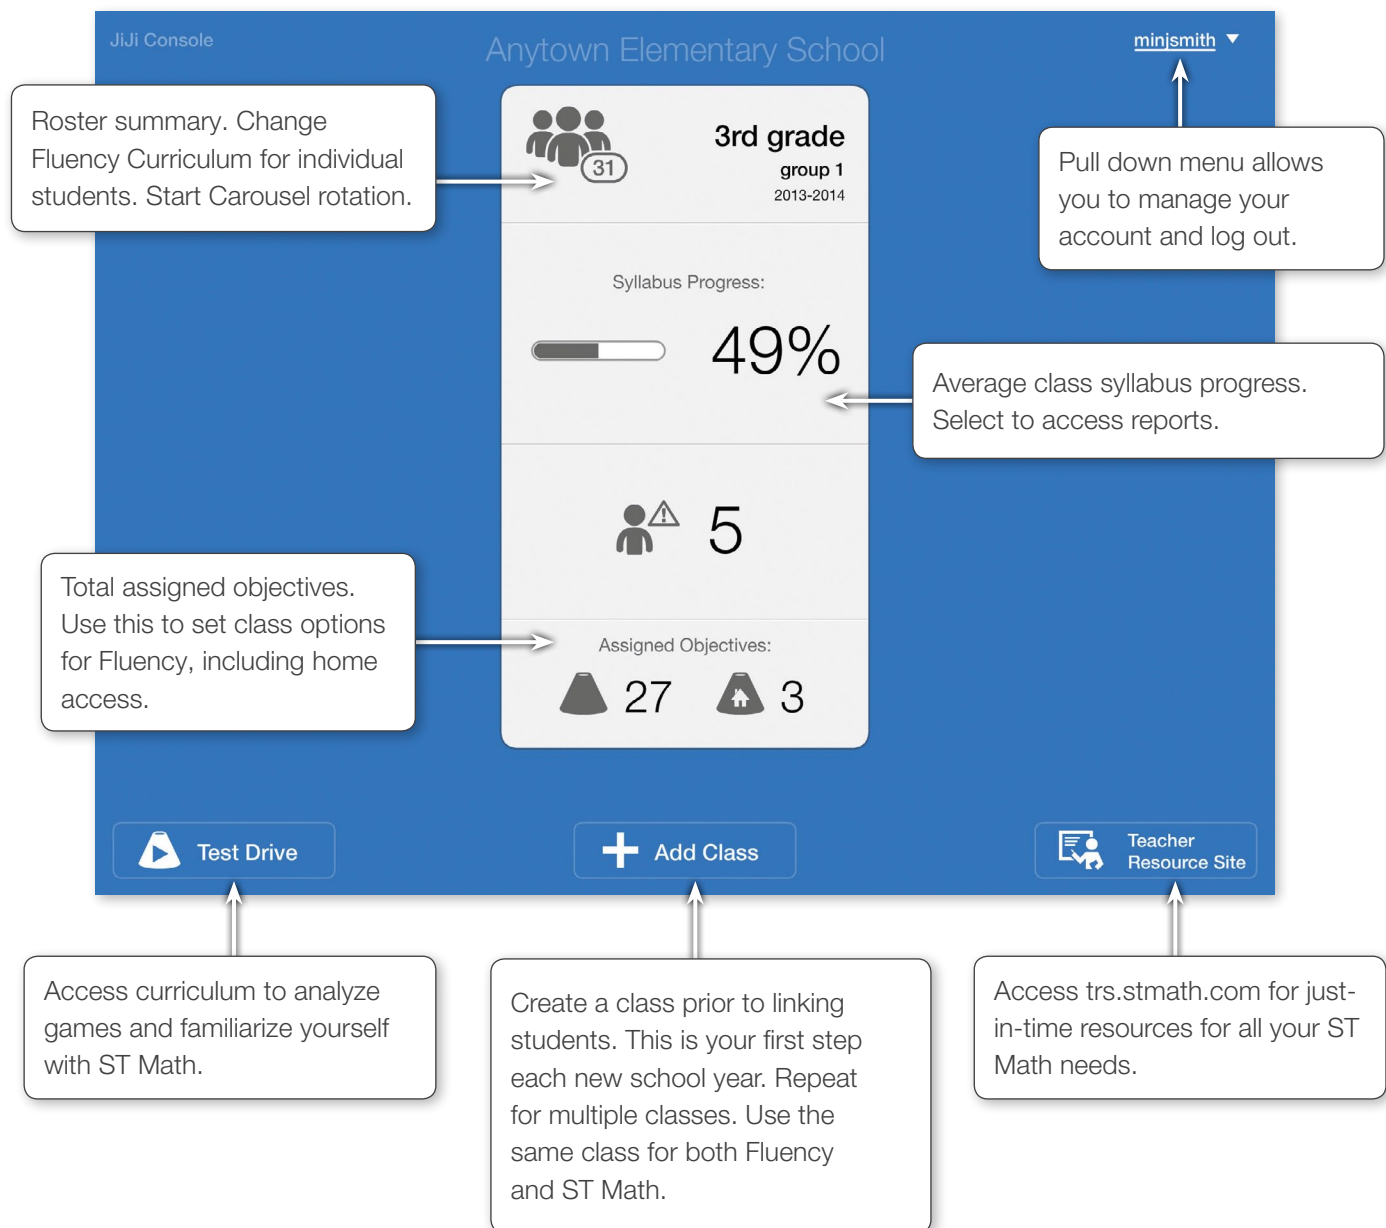 JiJi Console
Anytown Elementary School
minjsmith
Roster summary. Change
Fluency Curriculum for individual
students. Start Carousel rotation.
31
3rd grade
group 1
2013-2014
Pull down menu allows
you to manage your
account and log out.
Syllabus Progress:
49%
Average class syllabus progress.
Select to access reports.
5
Total assigned objectives.
Use this to set class options
for Fluency, including home
access.
Assigned Objectives:
27 3
Test Drive
Add Class
Teacher
Resource Site
Access curriculum to analyze
games and familiarize yourself
with ST Math.
Create a class prior to linking
students. This is your first step
each new school year. Repeat
for multiple classes. Use the
same class for both Fluency
and ST Math.
Access trs.stmath.com for just-
in-time resources for all your ST
Math needs.